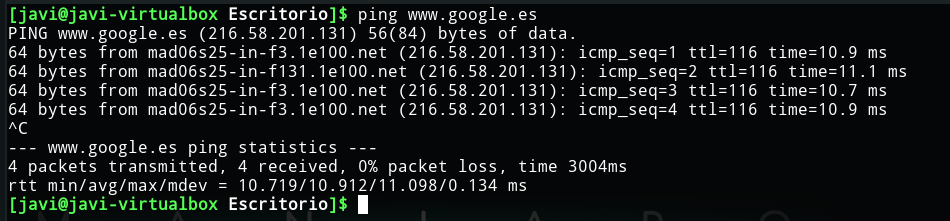 [javi@javi-virtualbox Escritorio]$ ping www.google.es
PING www.google.es (216.58.201.131) 56(84) bytes of data.
64 bytes from mad06s25-in-f3.1e100.net (216.58.201.131): icmp_seq=1 ttl=116 time=10.9 ms
64 bytes from mad06s25-in-f131.1e100.net (216.58.201.131): icmp_seq=2 ttl=116 time=11.1 ms
64 bytes from mad06s25-in-f3.1e100.net (216.58.201.131): icmp_seq=3 ttl=116 time=10.7 ms
64 bytes from mad06s25-in-f3.1e100.net (216.58.201.131): icmp_seq=4 ttl=116 time=10.9 ms
^C
--- www.google.es ping statistics ---
4 packets transmitted, 4 received, 0% packet loss, time 3004ms
rtt min/avg/max/mdev = 10.719/10.912/11.098/0.134 ms
[javi@javi-virtualbox Escritorio]$